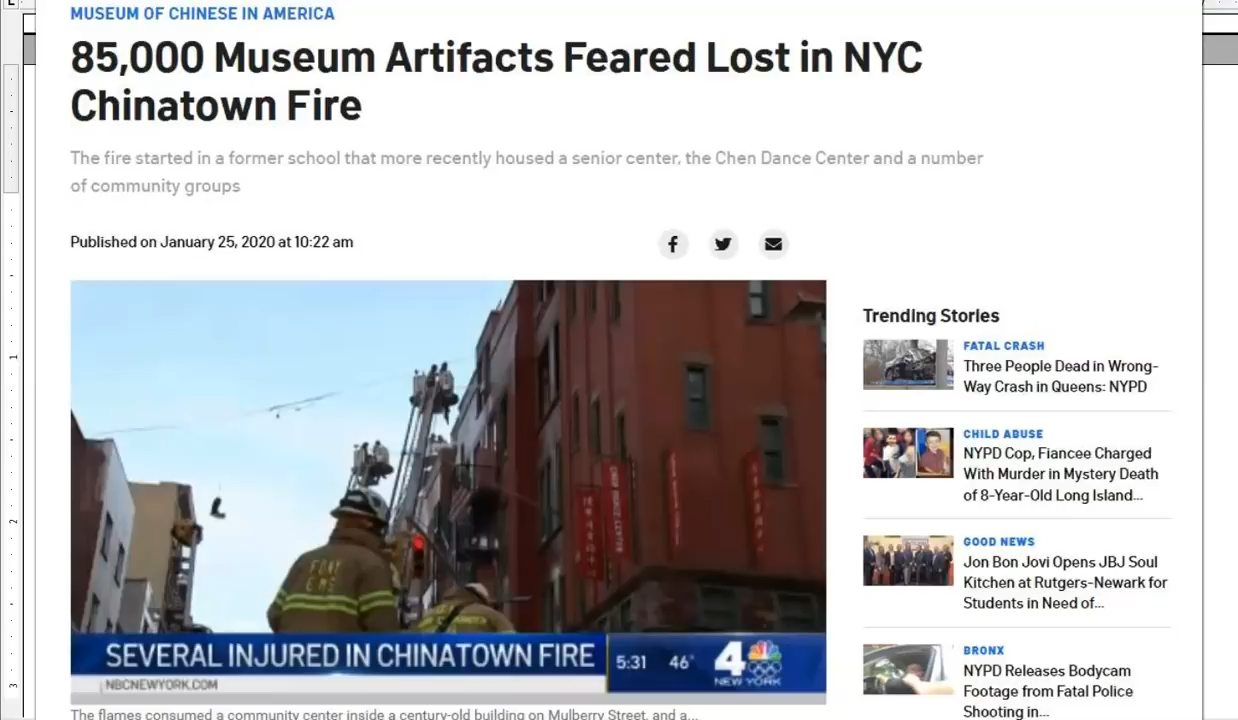 MUSEUM OF CHINESE IN AMERICA
85,000 Museum Artifacts Feared Lost in NYC
Chinatown Fire
The fire started in a former school that more recently housed a senior center, the Chen Dance Center and a number
of community groups
Published on January 25, 2020 at 10:22 am
FDNY
EMS
SEVERAL INJURED IN CHINATOWN FIRE
5:31 46°
4
NEW YORK
NBCNEWYORK.COM
The flames consumed a community center inside a century-old building on Mulberry Street, and a...
Trending Stories
FATAL CRASH
Three People Dead in Wrong-
Way Crash in Queens: NYPD
CHILD ABUSE
NYPD Cop, Fiancee Charged
With Murder in Mystery Death
of 8-Year-Old Long Island...
GOOD NEWS
Jon Bon Jovi Opens JBJ Soul
Kitchen at Rutgers-Newark for
Students in Need of...
BRONX
NYPD Releases Bodycam
Footage from Fatal Police
Shooting in...
1
2
3